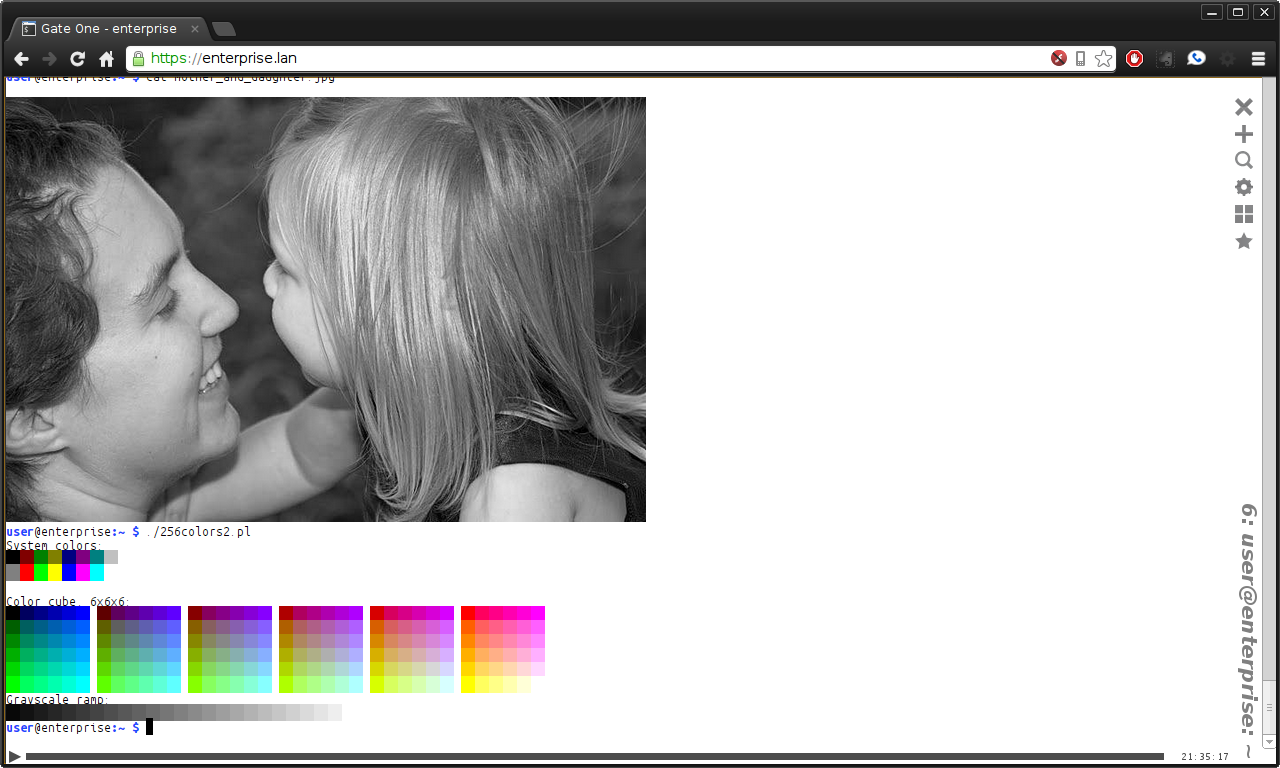 Gate One - enterprise
https://enterprise.lan
user@enterprise:~ $ cat mother_and_daughter.jpg
user@enterprise:~ $ ./256colors2.pl
System colors:
Color cube, 6x6x6:
Grayscale ramp:
user@enterprise:~ $
6: user@enterprise: ~
21:35:17